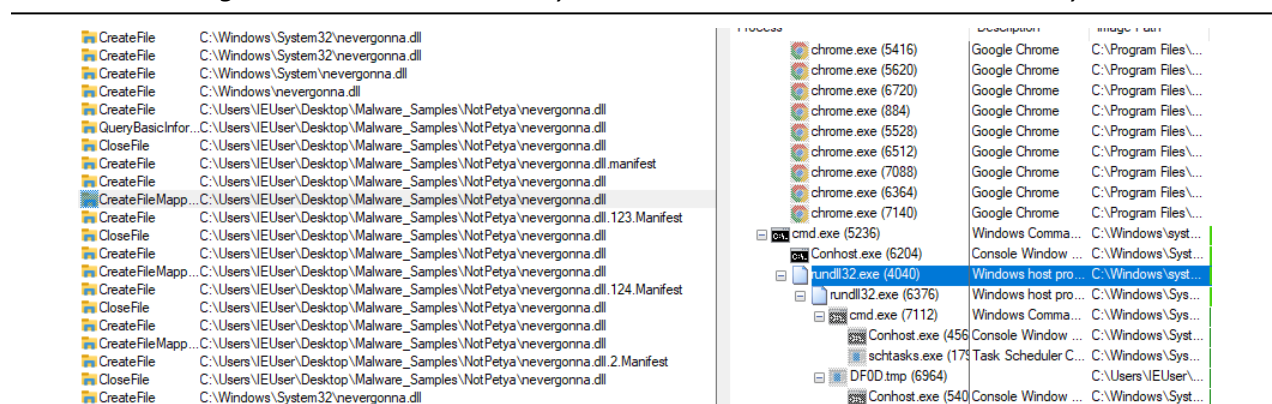 Process Description Image Path
CreateFile C:\Windows\System32\nevergonna.dll
CreateFile C:\Windows\System32\nevergonna.dll
CreateFile C:\Windows\System\nevergonna.dll
CreateFile C:\Windows\nevergonna.dll
CreateFile C:\Users\IEUser\Desktop\Malware_Samples\NotPetya\nevergonna.dll
QueryBasicInfor...C:\Users\IEUser\Desktop\Malware_Samples\NotPetya\nevergonna.dll
CloseFile C:\Users\IEUser\Desktop\Malware_Samples\NotPetya\nevergonna.dll
CreateFile C:\Users\IEUser\Desktop\Malware_Samples\NotPetya\nevergonna.dll.manifest
CreateFile C:\Users\IEUser\Desktop\Malware_Samples\NotPetya\nevergonna.dll
CreateFileMapp...C:\Users\IEUser\Desktop\Malware_Samples\NotPetya\nevergonna.dll
CreateFile C:\Users\IEUser\Desktop\Malware_Samples\NotPetya\nevergonna.dll.123.Manifest
CloseFile C:\Users\IEUser\Desktop\Malware_Samples\NotPetya\nevergonna.dll
CreateFile C:\Users\IEUser\Desktop\Malware_Samples\NotPetya\nevergonna.dll
CreateFileMapp...C:\Users\IEUser\Desktop\Malware_Samples\NotPetya\nevergonna.dll
CreateFile C:\Users\IEUser\Desktop\Malware_Samples\NotPetya\nevergonna.dll.124.Manifest
CloseFile C:\Users\IEUser\Desktop\Malware_Samples\NotPetya\nevergonna.dll
CreateFile C:\Users\IEUser\Desktop\Malware_Samples\NotPetya\nevergonna.dll
CreateFileMapp...C:\Users\IEUser\Desktop\Malware_Samples\NotPetya\nevergonna.dll
CreateFile C:\Users\IEUser\Desktop\Malware_Samples\NotPetya\nevergonna.dll.2.Manifest
CloseFile C:\Users\IEUser\Desktop\Malware_Samples\NotPetya\nevergonna.dll
CreateFile C:\Windows\System32\nevergonna.dll
chrome.exe (5416) Google Chrome C:\Program Files\...
chrome.exe (5620) Google Chrome C:\Program Files\...
chrome.exe (6720) Google Chrome C:\Program Files\...
chrome.exe (884) Google Chrome C:\Program Files\...
chrome.exe (5528) Google Chrome C:\Program Files\...
chrome.exe (6512) Google Chrome C:\Program Files\...
chrome.exe (7088) Google Chrome C:\Program Files\...
chrome.exe (6364) Google Chrome C:\Program Files\...
chrome.exe (7140) Google Chrome C:\Program Files\...
cmd.exe (5236) Windows Comma... C:\Windows\syst...
Conhost.exe (6204) Console Window ... C:\Windows\Syst...
rundll32.exe (4040) Windows host pro... C:\Windows\syst...
rundll32.exe (6376) Windows host pro... C:\Windows\Sys...
cmd.exe (7112) Windows Comma... C:\Windows\Sys...
Conhost.exe (456 Console Window ... C:\Windows\Syst...
schtasks.exe (179 Task Scheduler C... C:\Windows\Sys...
DF0D.tmp (6964) C:\Users\IEUser\...
Conhost.exe (540 Console Window ... C:\Windows\Syst...